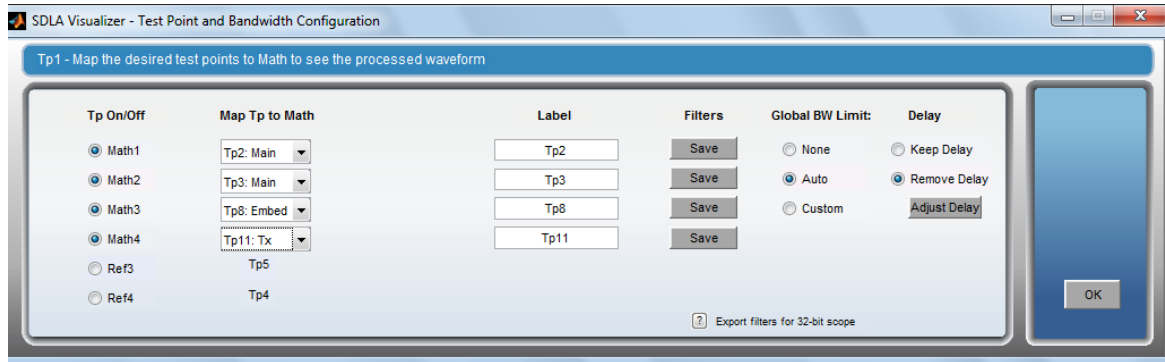 SDLA Visualizer - Test Point and Bandwidth Configuration
Tp1 - Map the desired test points to Math to see the processed waveform
Tp On/Off Map Tp to Math Label Filters Global BW Limit: Delay
Math1 Tp2: Main Tp2 Save None Keep Delay
Math2 Tp3: Main Tp3 Save Auto Remove Delay
Math3 Tp8: Embed Tp8 Save Custom Adjust Delay
Math4 Tp11: Tx Tp11 Save
Ref3 Tp5
Ref4 Tp4
OK
? Export filters for 32-bit scope